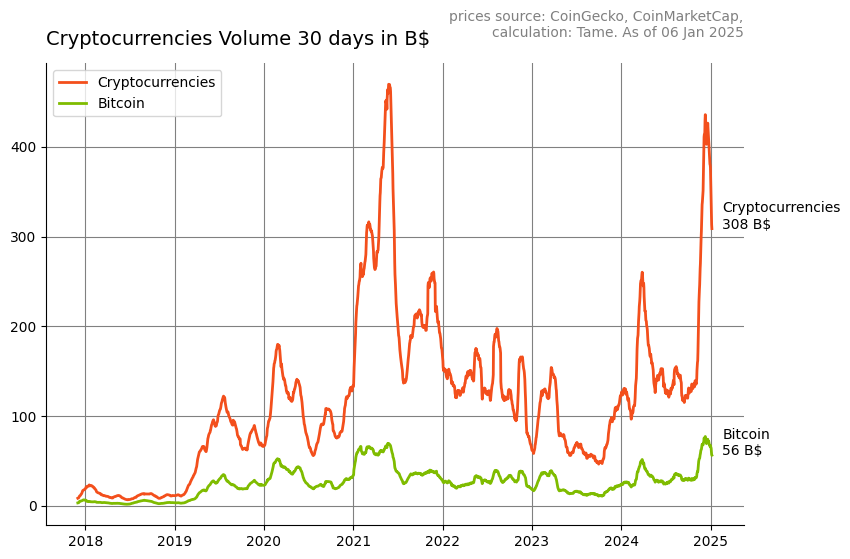 prices source: CoinGecko, CoinMarketCap,
calculation: Tame. As of 06 Jan 2025
Cryptocurrencies Volume 30 days in B$
Cryptocurrencies
Bitcoin
400
300
200
100
0
Cryptocurrencies
308 B$
Bitcoin
56 B$
2018 2019 2020 2021 2022 2023 2024 2025